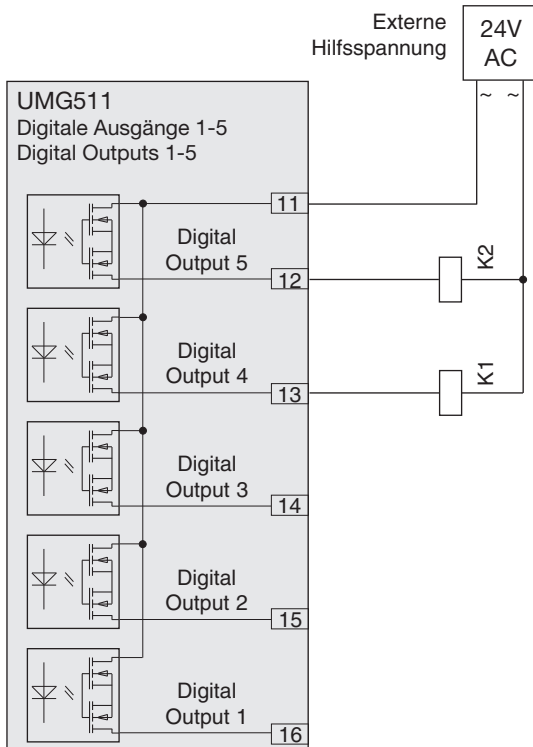 Externe
Hilfsspannung
24V
AC
~ ~
UMG511
Digitale Ausgänge 1-5
Digital Outputs 1-5
11
Digital
Output 5
12
K2
Digital
Output 4
13
K1
Digital
Output 3
14
Digital
Output 2
15
Digital
Output 1
16